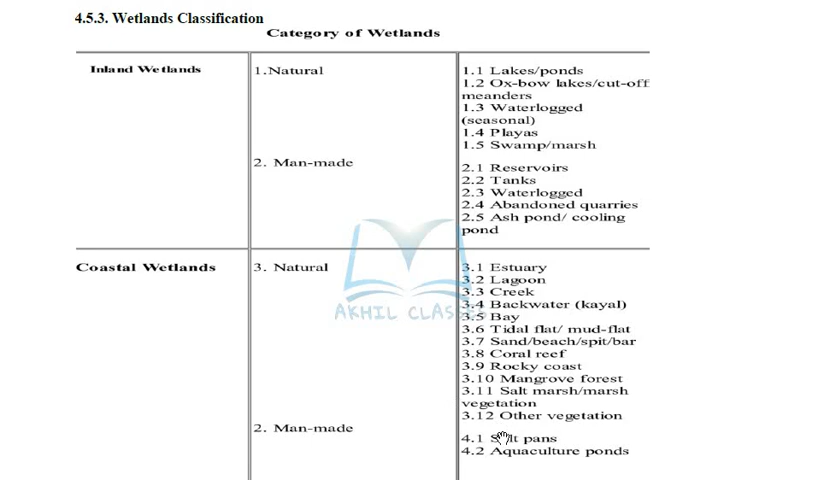 4.5.3. Wetlands Classification
Category of Wetlands
Inland Wetlands
1.Natural
1.1 Lakes/ponds
1.2 Ox-bow lakes/cut-off
meanders
1.3 Waterlogged
(seasonal)
1.4 Playas
1.5 Swamp/marsh
2. Man-made
2.1 Reservoirs
2.2 Tanks
2.3 Waterlogged
2.4 Abandoned quarries
2.5 Ash pond/ cooling
pond
Coastal Wetlands
3. Natural
3.1 Estuary
3.2 Lagoon
3.3 Creek
3.4 Backwater (kayal)
3.5 Bay
3.6 Tidal flat/ mud-flat
3.7 Sand/beach/spit/bar
3.8 Coral reef
3.9 Rocky coast
3.10 Mangrove forest
3.11 Salt marsh/marsh
vegetation
3.12 Other vegetation
2. Man-made
4.1 Salt pans
4.2 Aquaculture ponds
AKHIL CLASSES